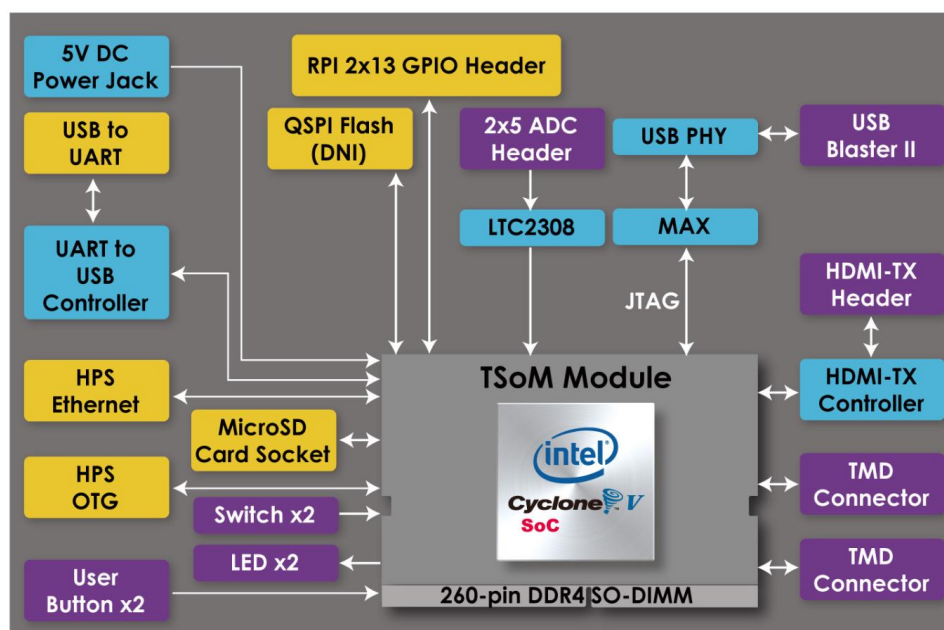 5V DC
Power Jack
USB to
UART
UART to
USB
Controller
HPS
Ethernet
MicroSD
Card Socket
HPS
OTG
Switch x2
LED x2
User
Button x2
RPI 2x13 GPIO Header
QSPI Flash
(DNI)
2x5 ADC
Header
LTC2308
USB PHY
MAX
JTAG
USB
Blaster II
HDMI-TX
Header
HDMI-TX
Controller
TMD
Connector
TMD
Connector
TSoM Module
intel®
Cyclone™ V
SoC
260-pin DDR4 SO-DIMM